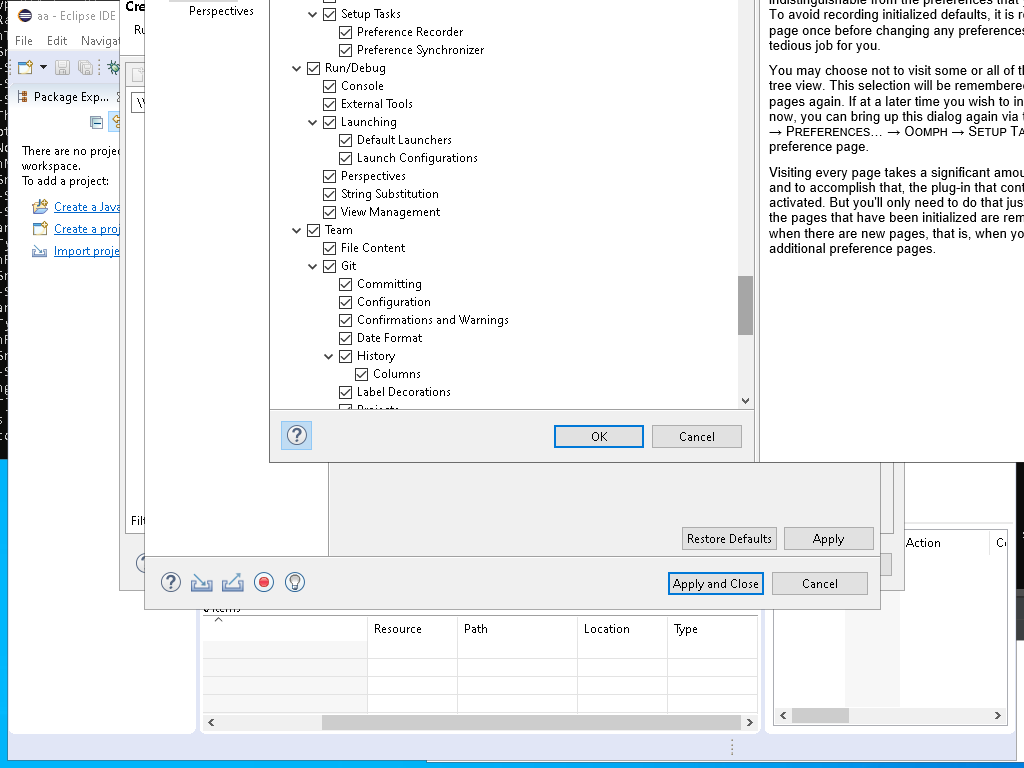 aa - Eclipse IDE
File Edit Navigat
Package Exp...
There are no projec
workspace.
To add a project:
Create a Java
Create a proj
Import proje
Cre
Ru
Filt
Perspectives
Setup Tasks
Preference Recorder
Preference Synchronizer
Run/Debug
Console
External Tools
Launching
Default Launchers
Launch Configurations
Perspectives
String Substitution
View Management
Team
File Content
Git
Committing
Configuration
Confirmations and Warnings
Date Format
History
Columns
Label Decorations
Projects
OK Cancel
indistinguishable from the preferences that y
To avoid recording initialized defaults, it is r
page once before changing any preferences
tedious job for you.
You may choose not to visit some or all of th
tree view. This selection will be remembered
pages again. If at a later time you wish to in
now, you can bring up this dialog again via t
→ PREFERENCES... → OOMPH → SETUP TA
preference page.
Visiting every page takes a significant amou
and to accomplish that, the plug-in that cont
activated. But you'll only need to do that jus
the pages that have been initialized are rem
when there are new pages, that is, when yo
additional preference pages.
Restore Defaults Apply
Apply and Close Cancel
Action
Items
Resource Path Location Type